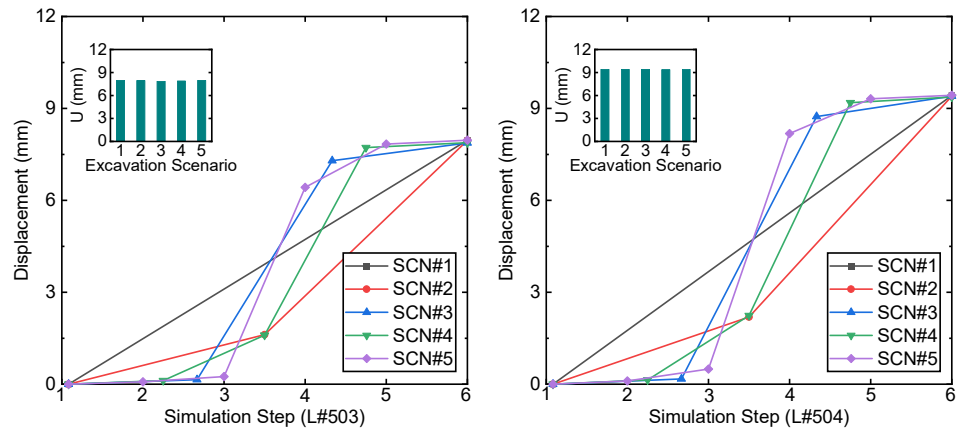 12
9
6
3
0
Displacement (mm)
12
9
6
3
0
U (mm)
1 2 3 4 5
Excavation Scenario
SCN#1
SCN#2
SCN#3
SCN#4
SCN#5
1 2 3 4 5 6
Simulation Step (L#503)
12
9
6
3
0
Displacement (mm)
12
9
6
3
0
U (mm)
1 2 3 4 5
Excavation Scenario
SCN#1
SCN#2
SCN#3
SCN#4
SCN#5
1 2 3 4 5 6
Simulation Step (L#504)